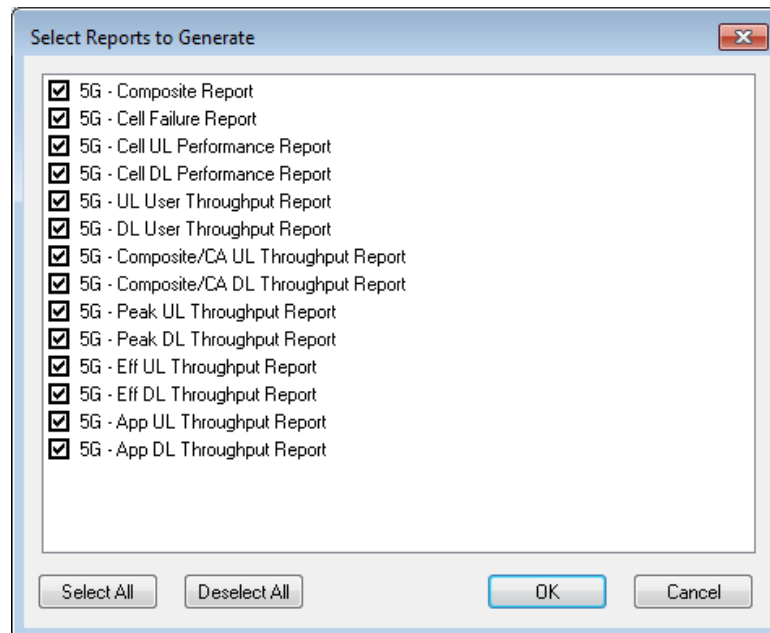 Select Reports to Generate
5G - Composite Report
5G - Cell Failure Report
5G - Cell UL Performance Report
5G - Cell DL Performance Report
5G - UL User Throughput Report
5G - DL User Throughput Report
5G - Composite/CA UL Throughput Report
5G - Composite/CA DL Throughput Report
5G - Peak UL Throughput Report
5G - Peak DL Throughput Report
5G - Eff UL Throughput Report
5G - Eff DL Throughput Report
5G - App UL Throughput Report
5G - App DL Throughput Report
Select All Deselect All OK Cancel